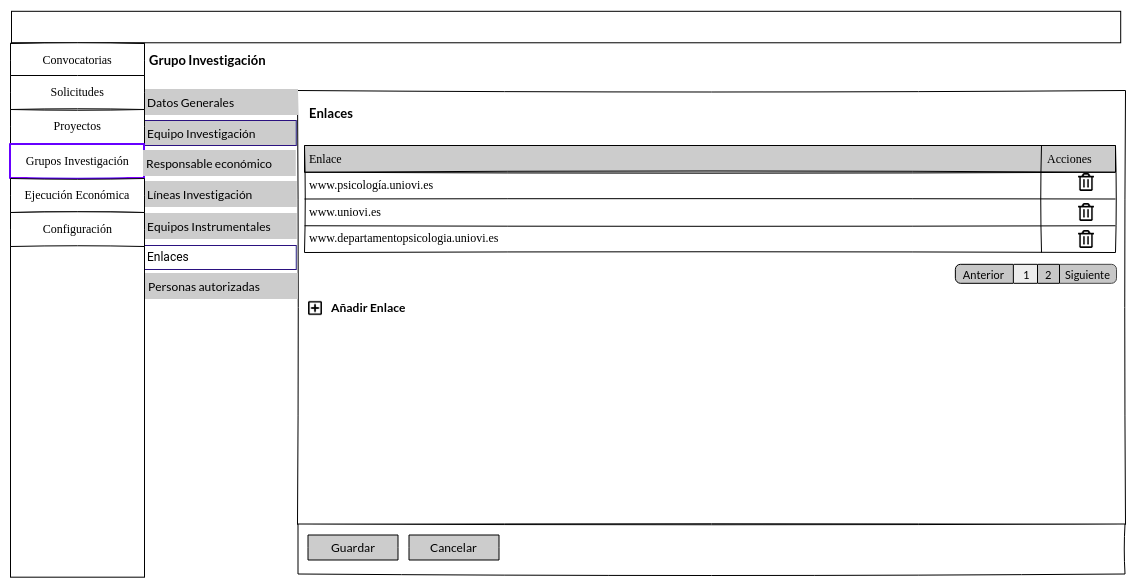 Convocatorias
Solicitudes
Proyectos
Grupos Investigación
Ejecución Económica
Configuración
Grupo Investigación
Datos Generales
Equipo Investigación
Responsable económico
Líneas Investigación
Equipos Instrumentales
Enlaces
Personas autorizadas
Enlaces
Enlace Acciones
www.psicología.uniovi.es
www.uniovi.es
www.departamentopsicologia.uniovi.es
Anterior 1 2 Siguiente
Añadir Enlace
Guardar Cancelar